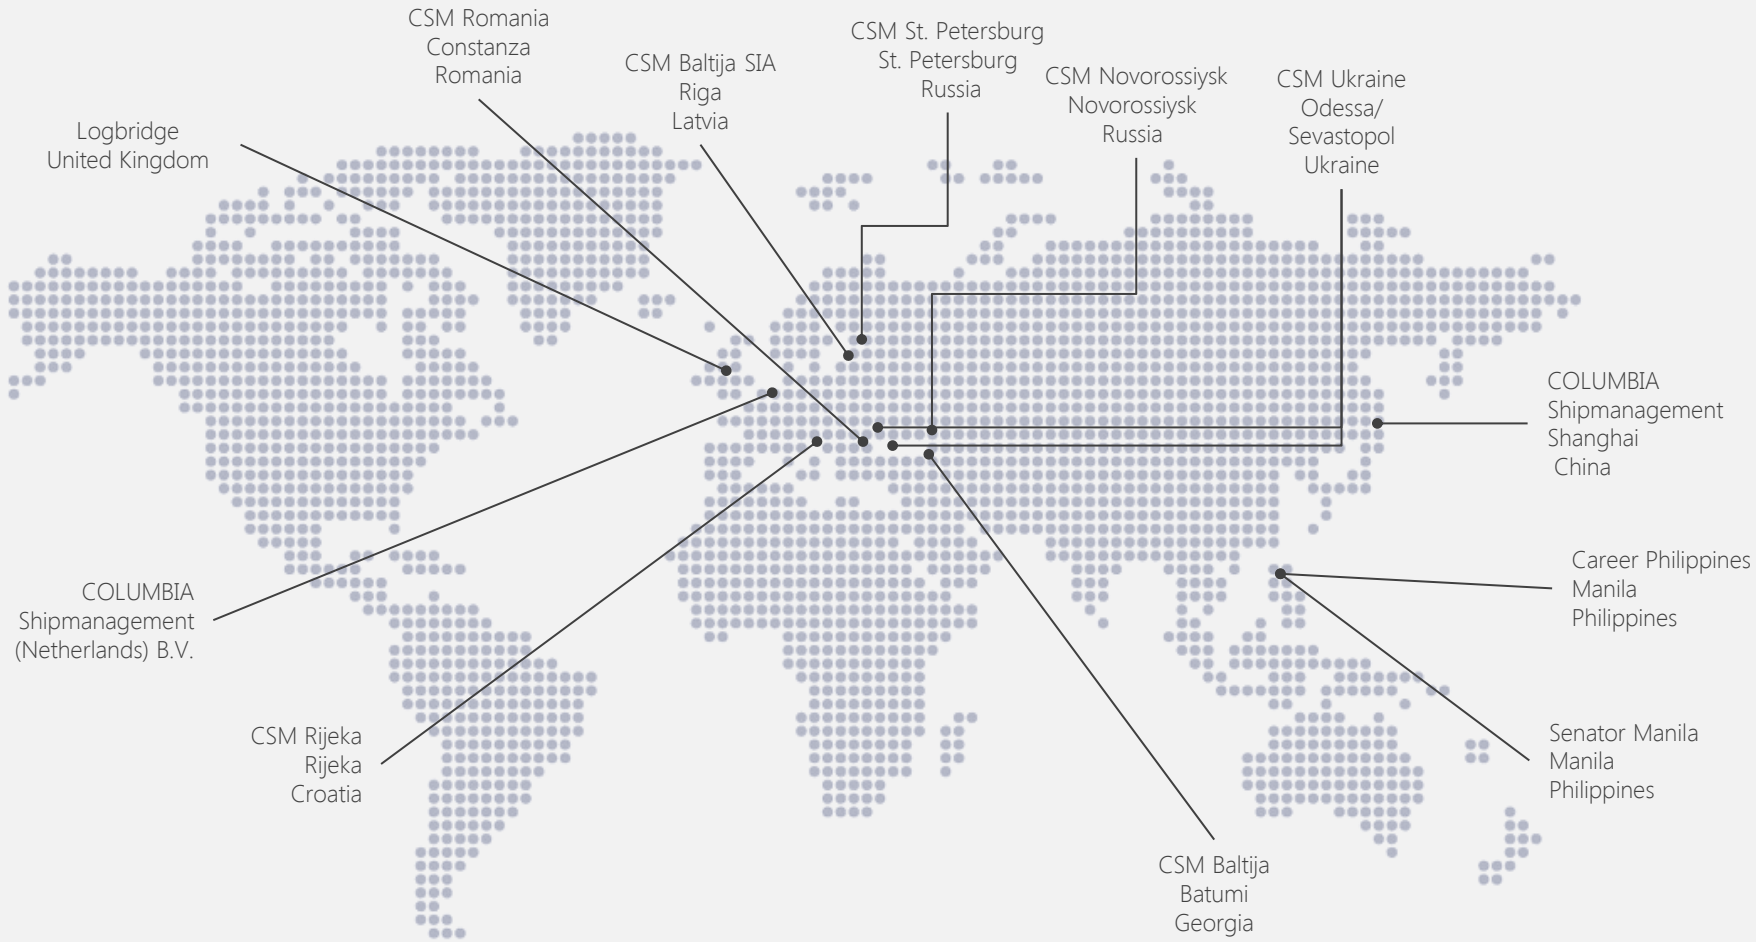 CSM Romania
Constanza
Romania
CSM Baltija SIA
Riga
Latvia
CSM St. Petersburg
St. Petersburg
Russia
CSM Novorossiysk
Novorossiysk
Russia
CSM Ukraine
Odessa/
Sevastopol
Ukraine
Logbridge
United Kingdom
COLUMBIA
Shipmanagement
Shanghai
China
Career Philippines
Manila
Philippines
COLUMBIA
Shipmanagement
(Netherlands) B.V.
CSM Rijeka
Rijeka
Croatia
Senator Manila
Manila
Philippines
CSM Baltija
Batumi
Georgia